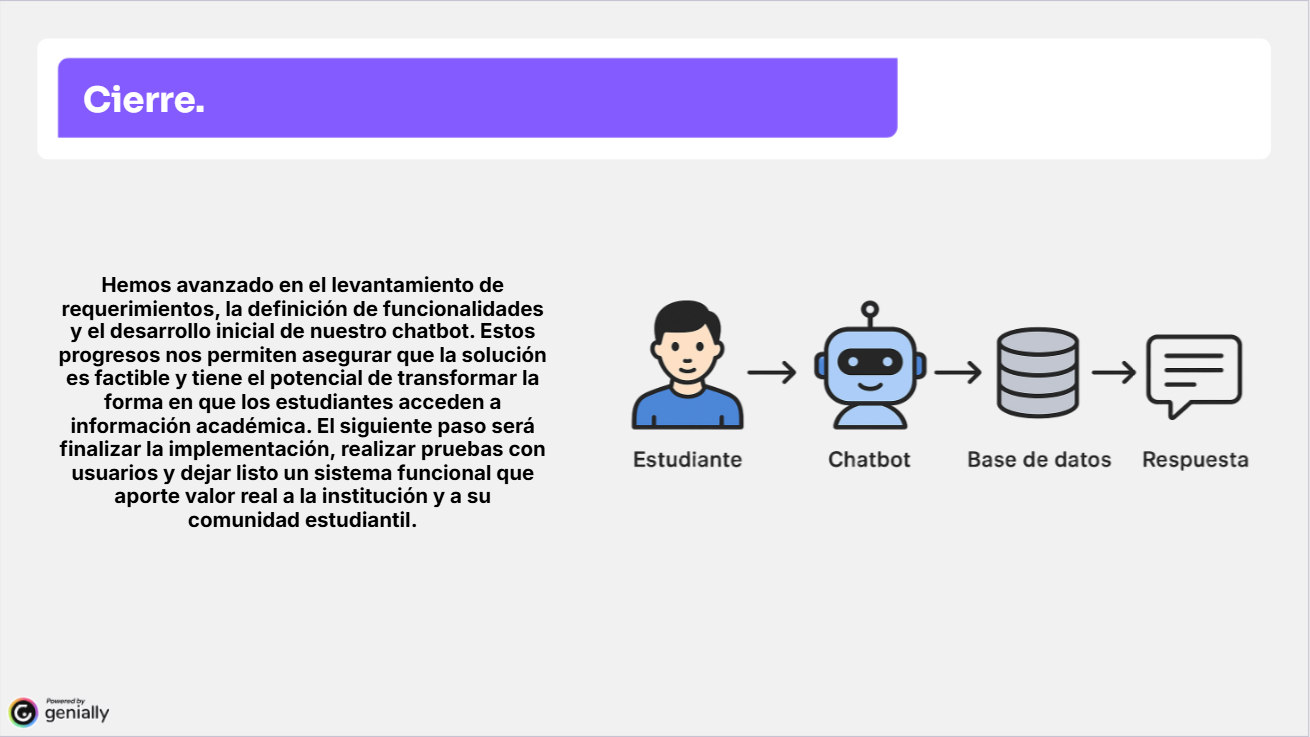 Cierre.
Hemos avanzado en el levantamiento de
requerimientos, la definición de funcionalidades
y el desarrollo inicial de nuestro chatbot. Estos
progresos nos permiten asegurar que la solución
es factible y tiene el potencial de transformar la
forma en que los estudiantes acceden a
información académica. El siguiente paso será
finalizar la implementación, realizar pruebas con
usuarios y dejar listo un sistema funcional que
aporte valor real a la institución y a su
comunidad estudiantil.
Estudiante
Chatbot
Base de datos
Respuesta
Powered by
genially